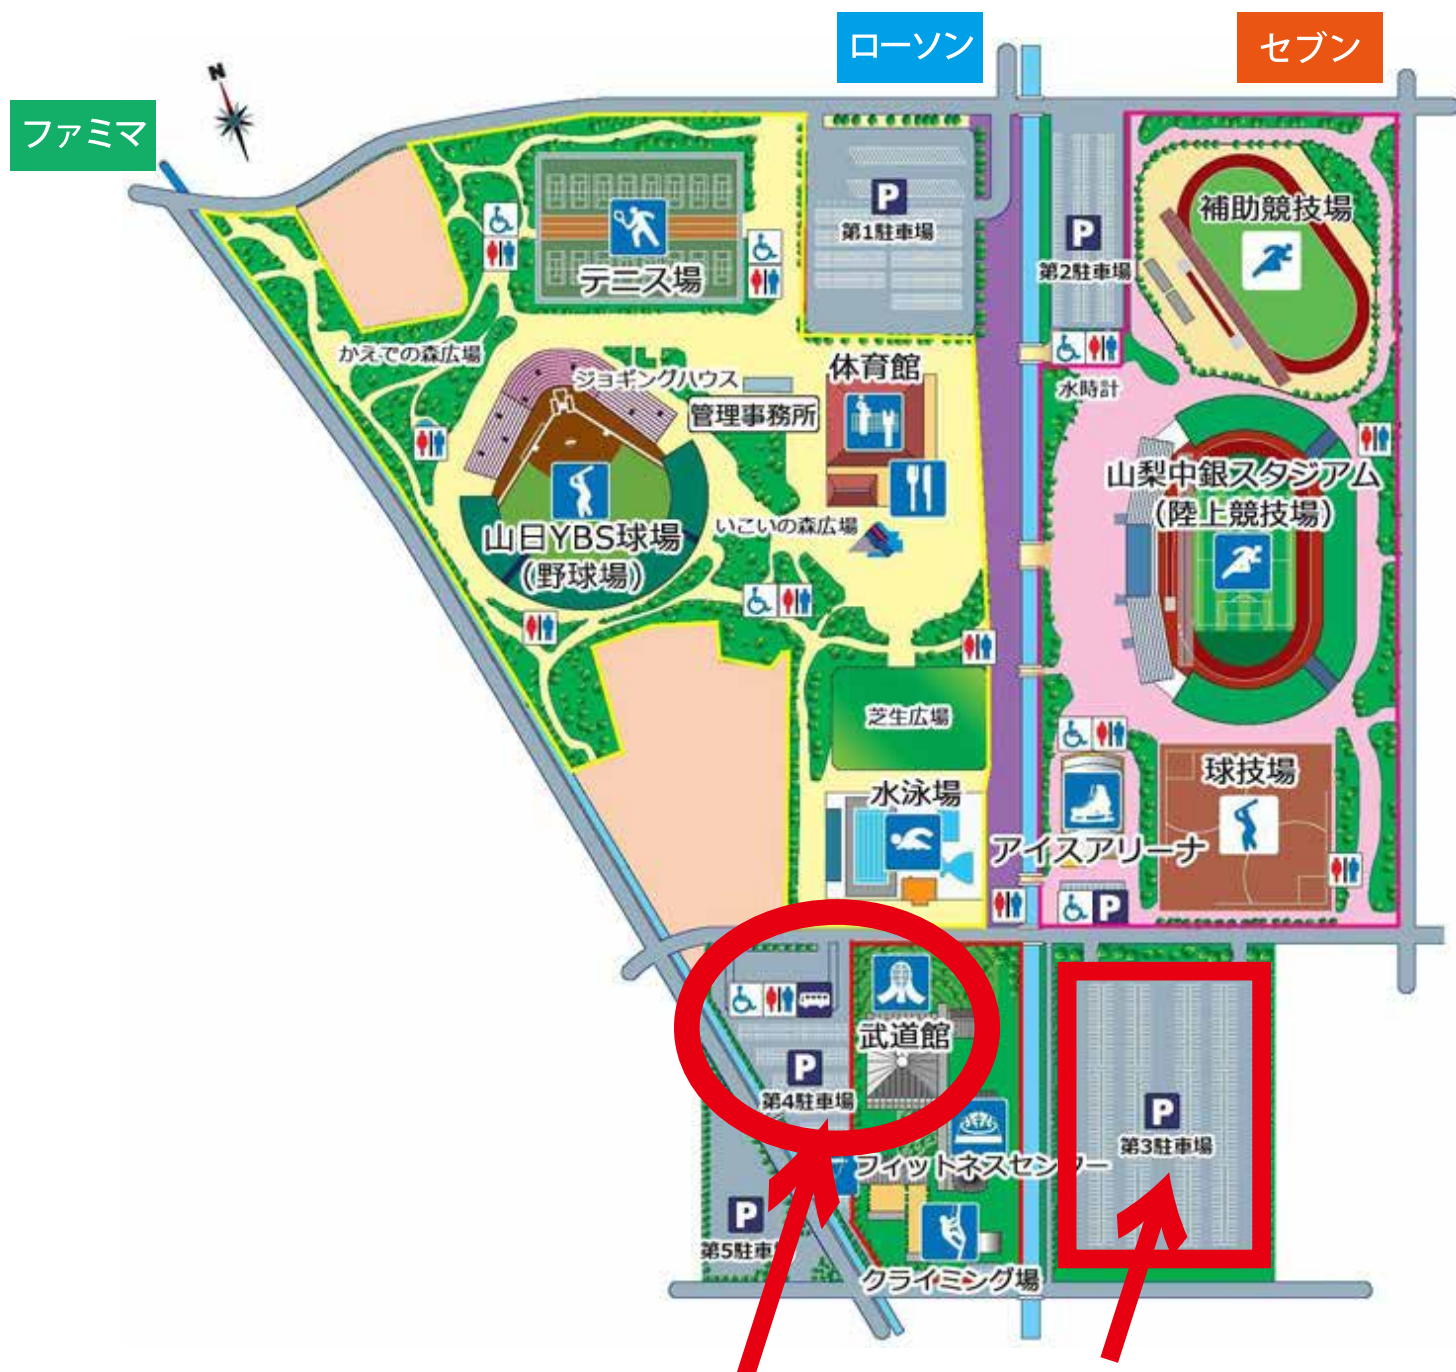 ローソン
セブン
ファミマ
N
P
第1駐車場
P
第2駐車場
補助競技場
テニス場
かえでの森広場
ジョギングハウス
管理事務所
体育館
水時計
山梨中銀スタジアム
(陸上競技場)
山日YBS球場
(野球場)
いこいの森広場
芝生広場
水泳場
アイスアリーナ
球技場
P
武道館
P
第4駐車場
P
第3駐車場
フィットネスセンター
P
第5駐車場
クライミング場